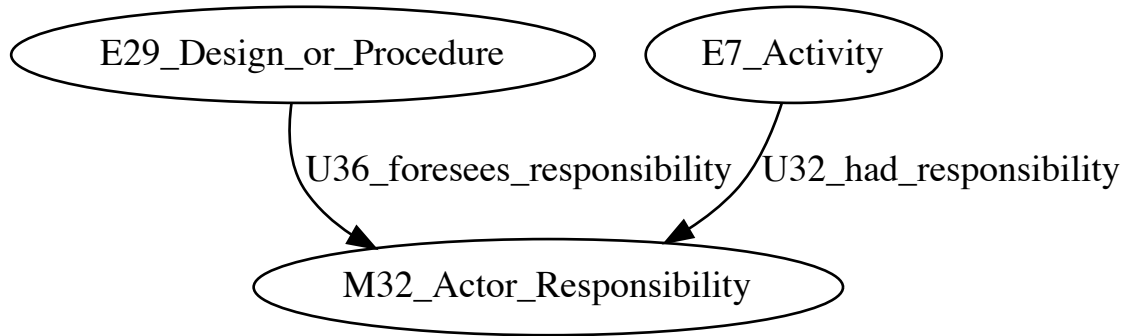 E29_Design_or_Procedure
E7_Activity
U36_foresees_responsibility
U32_had_responsibility
M32_Actor_Responsibility